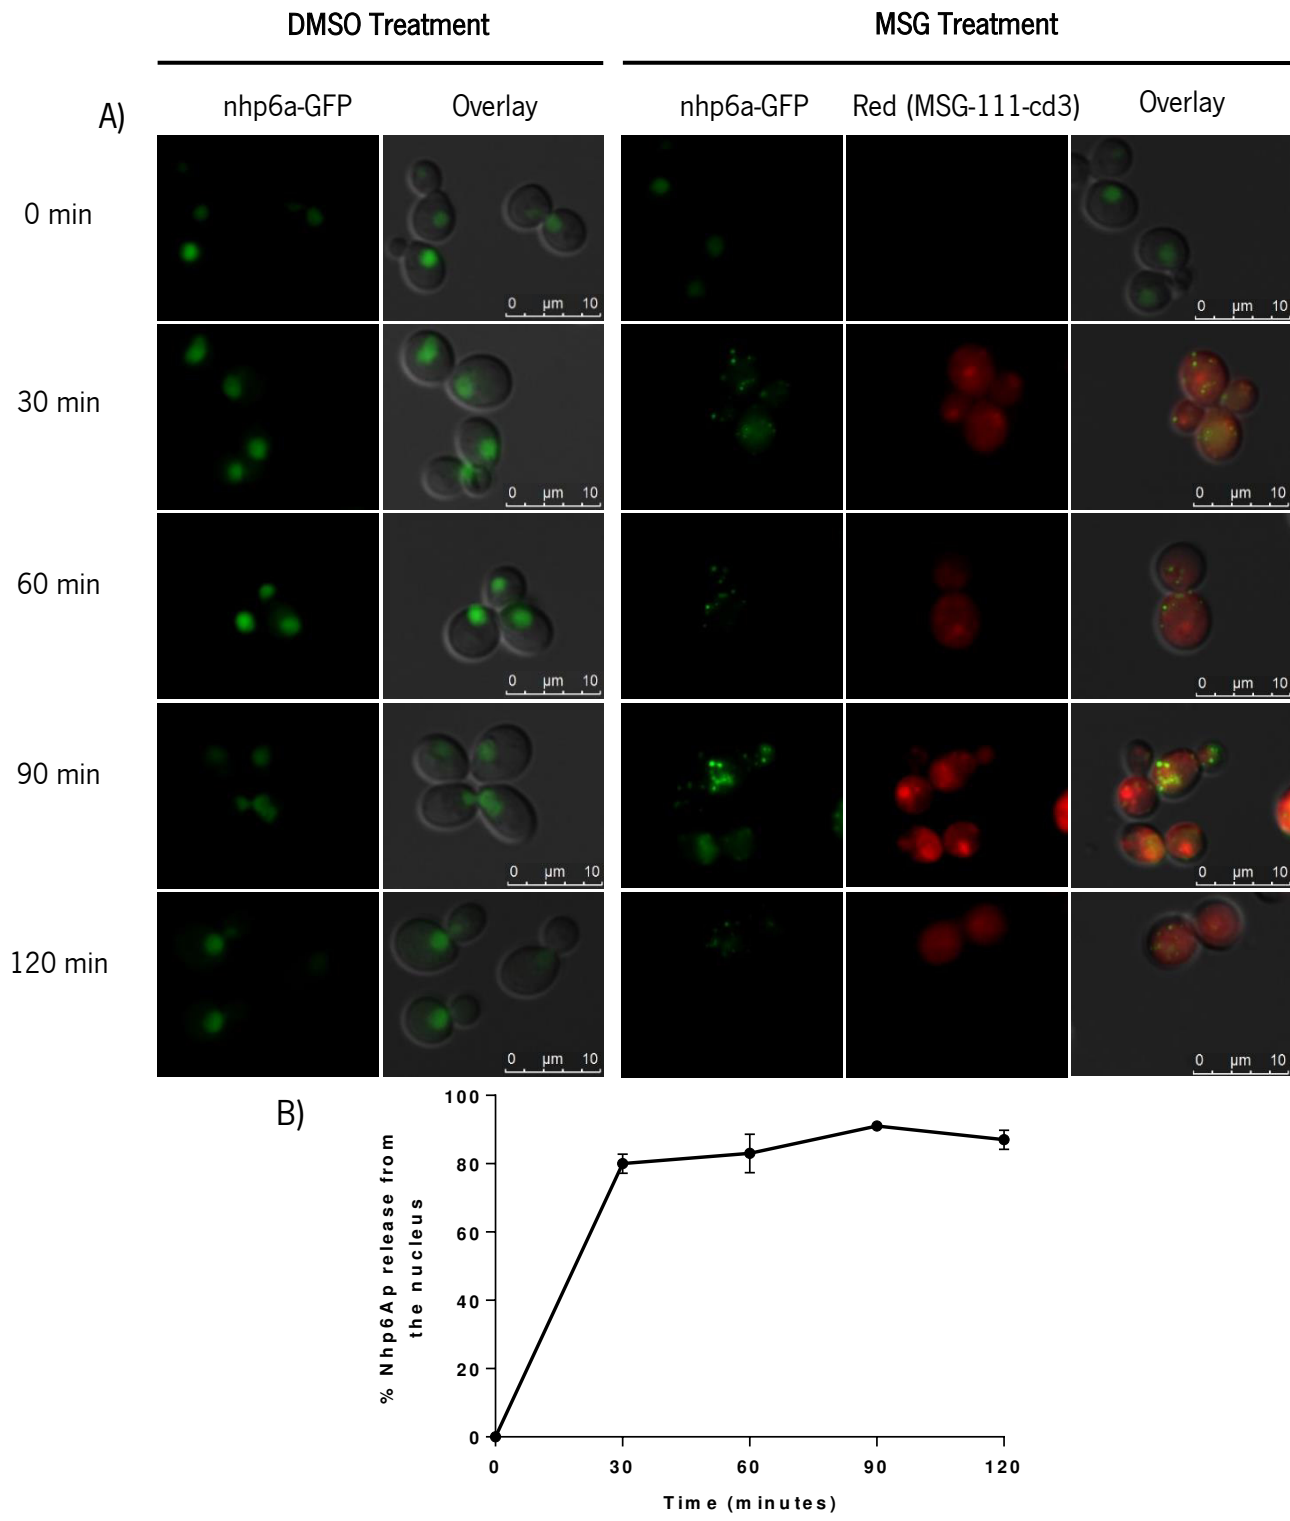 DMSO Treatment MSG Treatment
A) nhp6a-GFP Overlay nhp6a-GFP Red (MSG-111-cd3) Overlay
0 min
0 µm 10 0 µm 10
30 min
0 µm 10 0 µm 10
60 min
0 µm 10 0 µm 10
90 min
0 µm 10 0 µm 10
120 min
0 µm 10 0 µm 10
B)
% Nhp6Ap release from
the nucleus
100
80
60
40
20
0
0 30 60 90 120
Time (minutes)